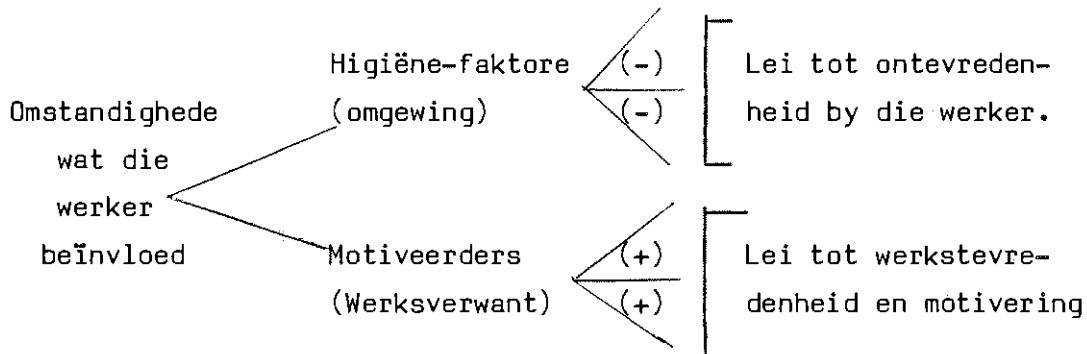 Omstandighede
wat die
werker
beïnvloed
Higiëne-faktore
(omgewing)
(-)
(-)
Lei tot ontevreden-
heid by die werker.
Motiveerders
(Werksverwant)
(+)
(+)
Lei tot werkstevre-
denheid en motivering